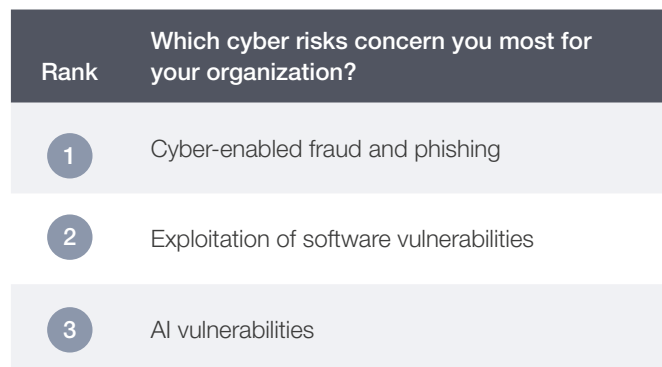 Which cyber risks concern you most for
Rank your organization?
1 Cyber-enabled fraud and phishing
2 Exploitation of software vulnerabilities
3 AI vulnerabilities